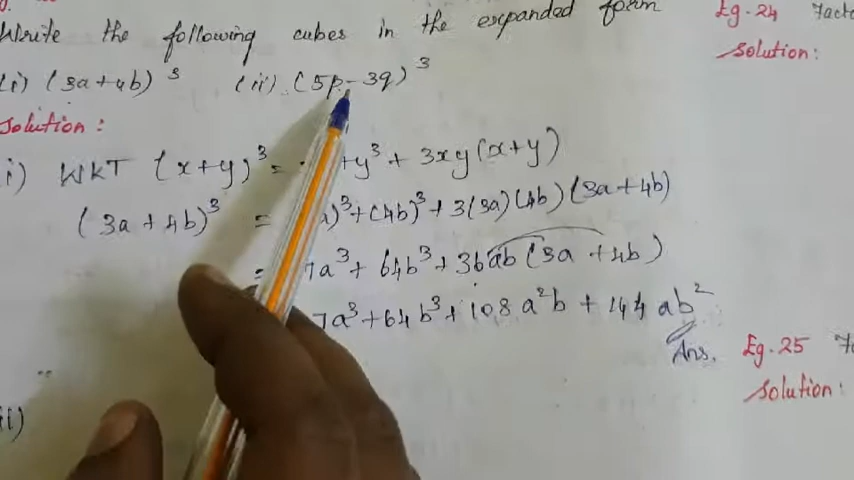 Write the following cubes in the expanded form
(i) (3a+4b)³ (ii) (5p-3q)³
Solution:
i) WKT (x+y)³ = +y³ + 3xy(x+y)
(3a+4b)³ = a)³+(4b)³+3(3a)(4b)(3a+4b)
= 7a³+ 64b³+36ab(3a+4b)
7a³+64b³+108a²b+144ab²
Ans.
ii)
Eg.24
Solution:
Eg.25
Solution: